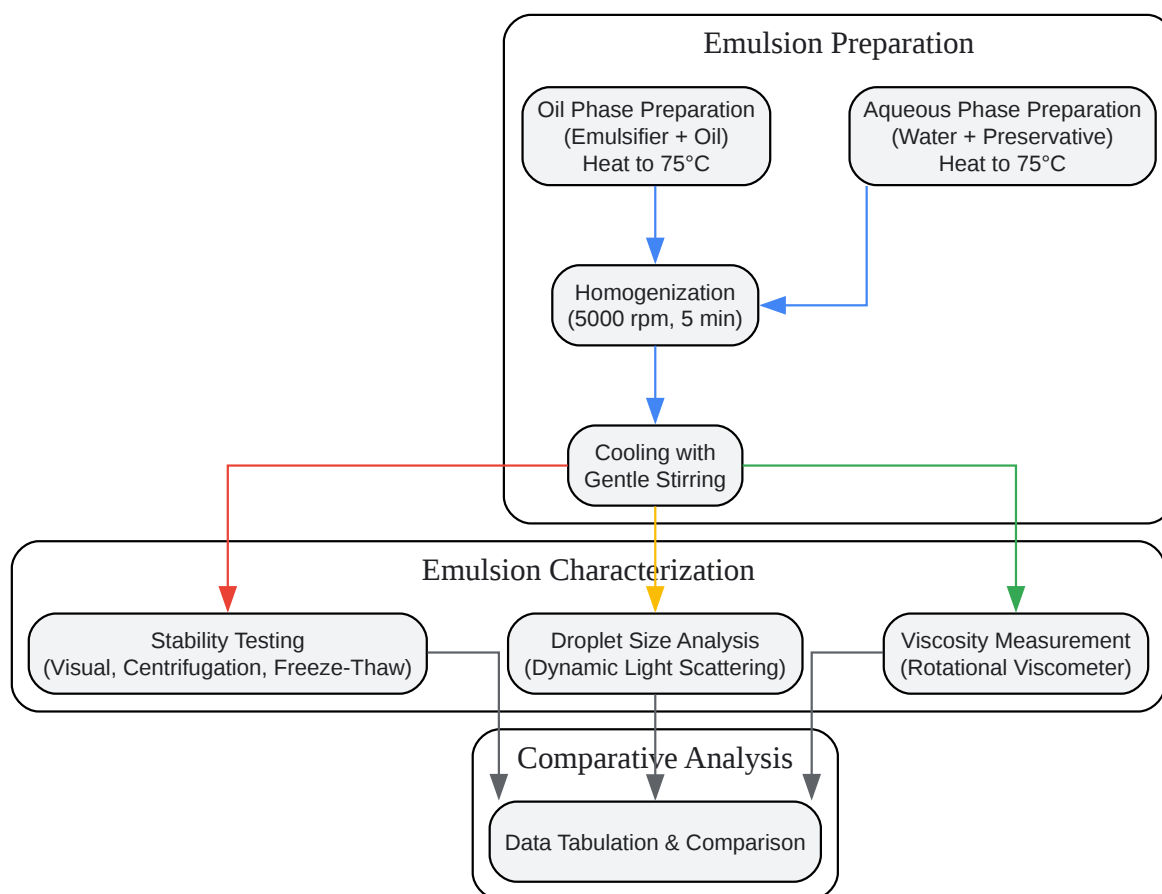 Emulsion Preparation
Oil Phase Preparation
(Emulsifier + Oil)
Heat to 75°C
Aqueous Phase Preparation
(Water + Preservative)
Heat to 75°C
Homogenization
(5000 rpm, 5 min)
Cooling with
Gentle Stirring
Emulsion Characterization
Stability Testing
(Visual, Centrifugation, Freeze-Thaw)
Droplet Size Analysis
(Dynamic Light Scattering)
Viscosity Measurement
(Rotational Viscometer)
Comparative Analysis
Data Tabulation & Comparison